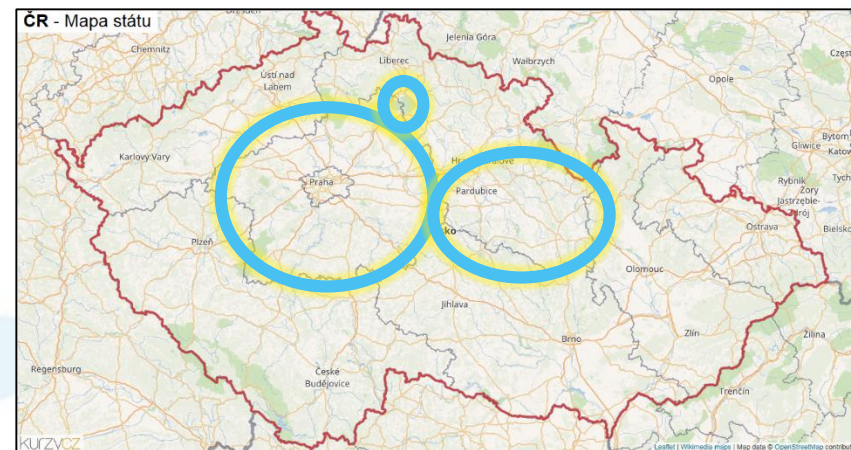 ČR - Mapa státu
Chemnitz
Jelenia Góra
Liberec
Wałbrzych
Ústí nad
Labem
Opole
Bytom
Gliwice
Karlovy Vary
Praha
Pardubice
Rybnik
Żory
Jastrzębie-
Ostrava
Plzeň
Olomouc
Jihlava
Zlín
Brno
Žilina
Regensburg
České
Budějovice
Trenčín
kurzycz
Leaflet | Wikimedia maps | Map data © OpenStreetMap contribut